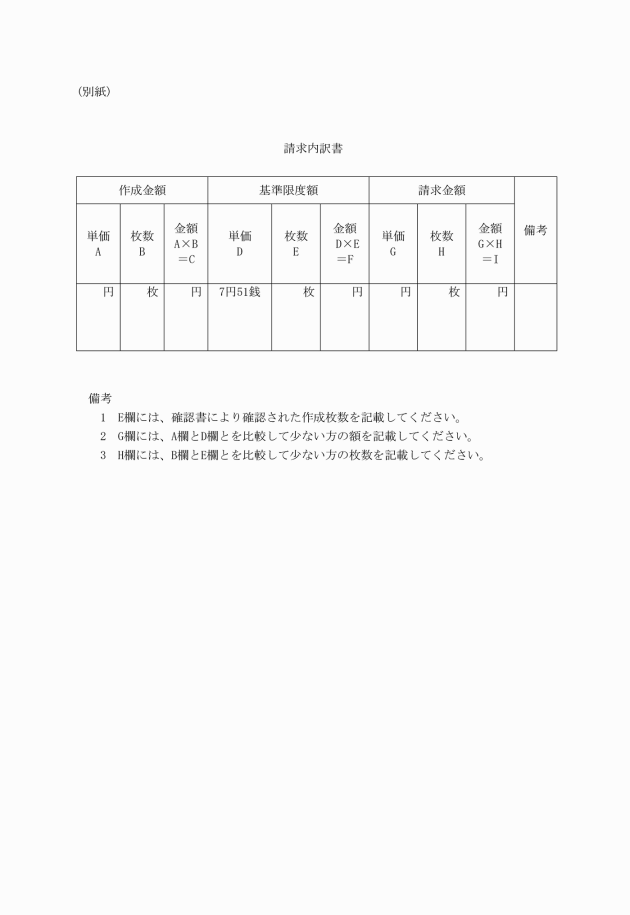 (別紙)
請求内訳書
作成金額 基準限度額 請求金額 備考
単価 A 枚数 B 金額 A×B =C 単価 D 枚数 E 金額 D×E =F 単価 G 枚数 H 金額 G×H =I
円 枚 円 7円51銭 枚 円 円 枚 円
備考
1 E欄には、確認書により確認された作成枚数を記載してください。
2 G欄には、A欄とD欄とを比較して少ない方の額を記載してください。
3 H欄には、B欄とE欄とを比較して少ない方の枚数を記載してください。